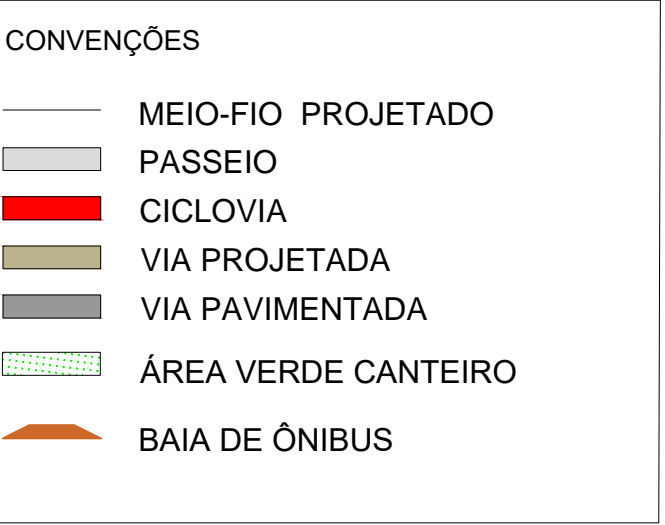 CONVENÇÕES
MEIO-FIO PROJETADO
PASSEIO
CICLOVIA
VIA PROJETADA
VIA PAVIMENTADA
ÁREA VERDE CANTEIRO
BAIA DE ÔNIBUS